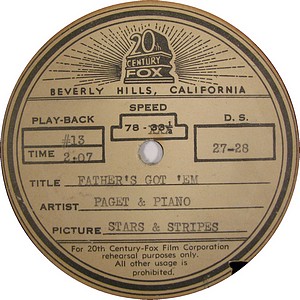 20th
CENTURY
FOX
BEVERLY HILLS, CALIFORNIA
PLAY-BACK SPEED D. S.
#13 78 - 33⅓ 27-28
TIME 2:07
TITLE FATHER'S GOT 'EM
ARTIST PAGET & PIANO
PICTURE STARS & STRIPES
For 20th Century-Fox Film Corporation
rehearsal purposes only.
All other usage is
prohibited.